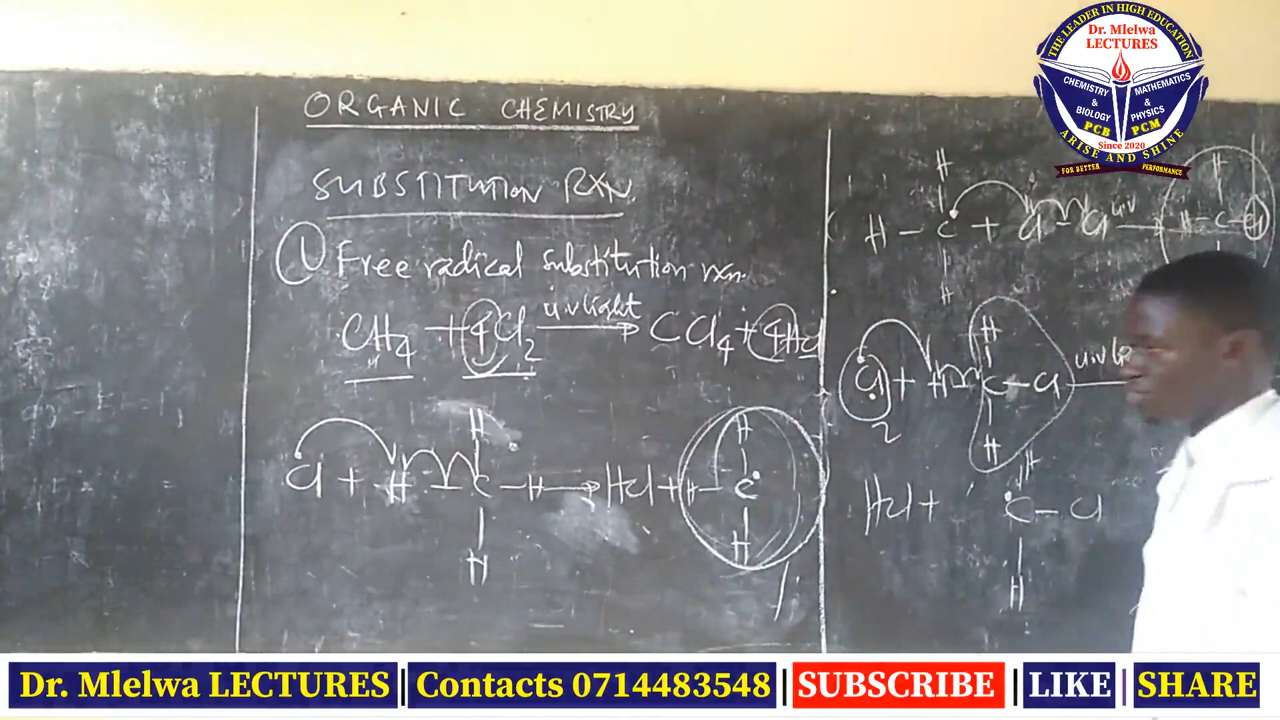 ORGANIC CHEMISTRY
SUBSTITUTION RXN.
1 Free radical substitution rxn.
CH4 + 4Cl2 u.v light → CCl4 + 4HCl
H
Cl + H – C – H → HCl + H – C•
H
H
H
H
H – C• + Cl – Cl u.v → H – C – Cl
H
H
Cl• + H – C – Cl u.v
2
H
H
HCl + •C – Cl
H
THE LEADER IN HIGH EDUCATION
Dr. Mlelwa
LECTURES
CHEMISTRY
&
BIOLOGY
PCB
MATHEMATICS
&
PHYSICS
PCM
Since 2020
ARISE AND SHINE
FOR BETTER PERFORMANCE
Dr. Mlelwa LECTURES | Contacts 0714483548 | SUBSCRIBE | LIKE | SHARE